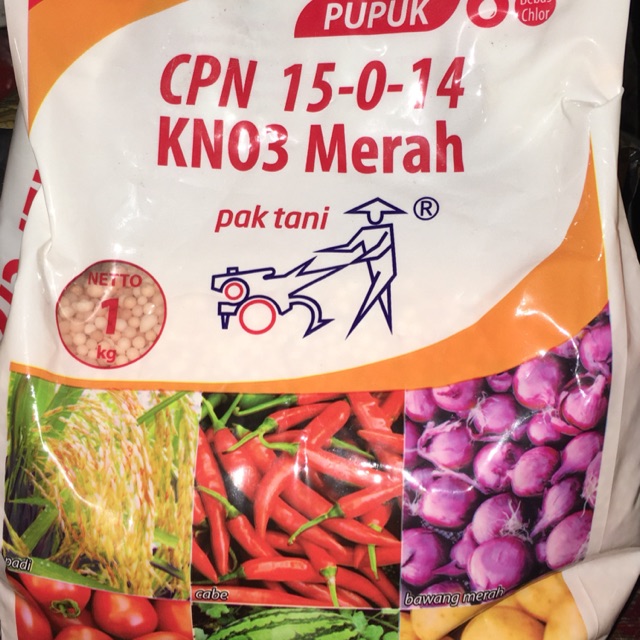 PUPUK
Bebas
Chlor
CPN 15-0-14
KNO3 Merah
pak tani ®
NETTO
1
kg
padi
cabe
bawang merah